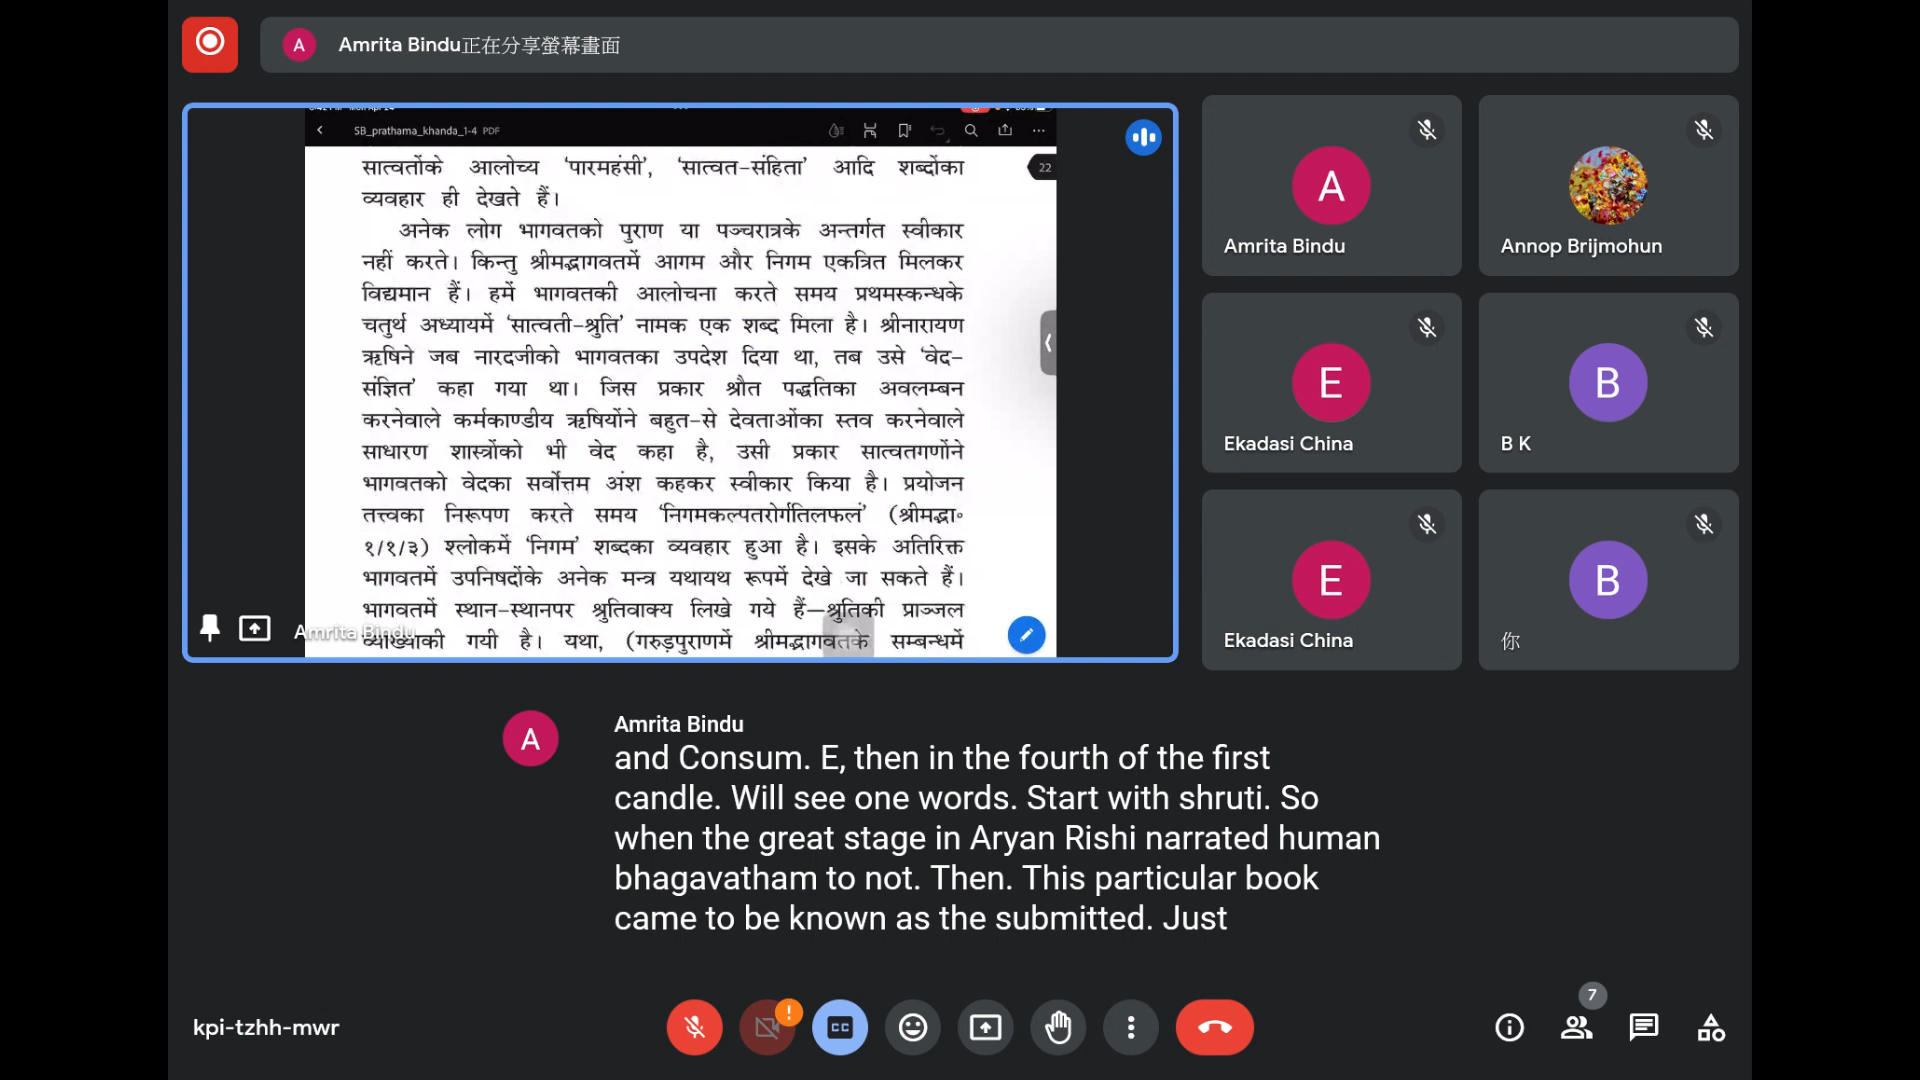 A Amrita Bindu正在分享螢幕畫面
SB_prathama_khanda_1-4 PDF
22
सात्वतोंके आलोच्य ‘पारमहंसी’, ‘सात्वत-संहिता’ आदि शब्दोंका
व्यवहार ही देखते हैं।
अनेक लोग भागवतको पुराण या पञ्चरात्रके अन्तर्गत स्वीकार
नहीं करते। किन्तु श्रीमद्भागवतमें आगम और निगम एकत्रित मिलकर
विद्यमान हैं। हमें भागवतकी आलोचना करते समय प्रथमस्कन्धके
चतुर्थ अध्यायमें ‘सात्वती-श्रुति’ नामक एक शब्द मिला है। श्रीनारायण
ऋषिने जब नारदजीको भागवतका उपदेश दिया था, तब उसे ‘वेद-
संज्ञित’ कहा गया था। जिस प्रकार श्रौत पद्धतिका अवलम्बन
करनेवाले कर्मकाण्डीय ऋषियोंने बहुत-से देवताओंका स्तव करनेवाले
साधारण शास्त्रोंको भी वेद कहा है, उसी प्रकार सात्वतगणोंने
भागवतको वेदका सर्वोत्तम अंश कहकर स्वीकार किया है। प्रयोजन
तत्त्वका निरूपण करते समय ‘निगमकल्पतरोर्गतिलफलं’ (श्रीमद्भा॰
१/१/३) श्लोकमें ‘निगम’ शब्दका व्यवहार हुआ है। इसके अतिरिक्त
भागवतमें उपनिषदोंके अनेक मन्त्र यथायथ रूपमें देखे जा सकते हैं।
भागवतमें स्थान-स्थानपर श्रुतिवाक्य लिखे गये हैं—श्रुतिकी प्राञ्जल
व्याख्याकी गयी है। यथा, (गरुड़पुराणमें श्रीमद्भागवतके सम्बन्धमें
Amrita Bindu
A
Amrita Bindu
Annop Brijmohun
E
Ekadasi China
B
B K
E
Ekadasi China
B
你
A
Amrita Bindu
and Consum. E, then in the fourth of the first
candle. Will see one words. Start with shruti. So
when the great stage in Aryan Rishi narrated human
bhagavatham to not. Then. This particular book
came to be known as the submitted. Just
kpi-tzhh-mwr
!
CC
7